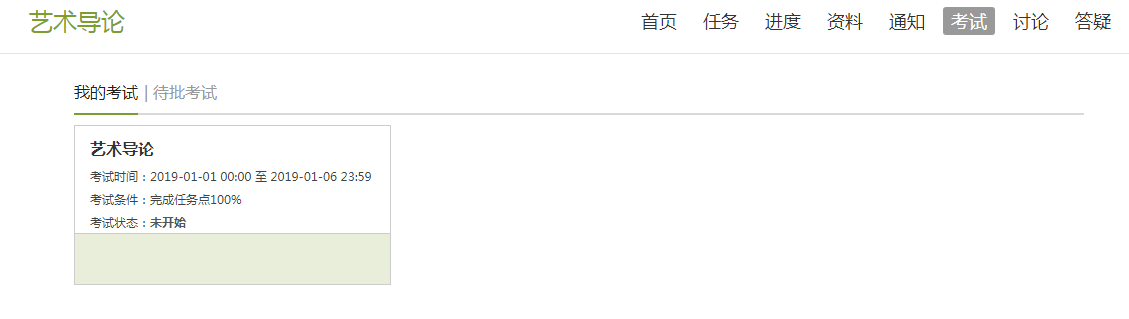 艺术导论
首页 任务 进度 资料 通知 考试 讨论 答疑
我的考试 | 待批考试
艺术导论
考试时间：2019-01-01 00:00 至 2019-01-06 23:59
考试条件：完成任务点100%
考试状态：未开始